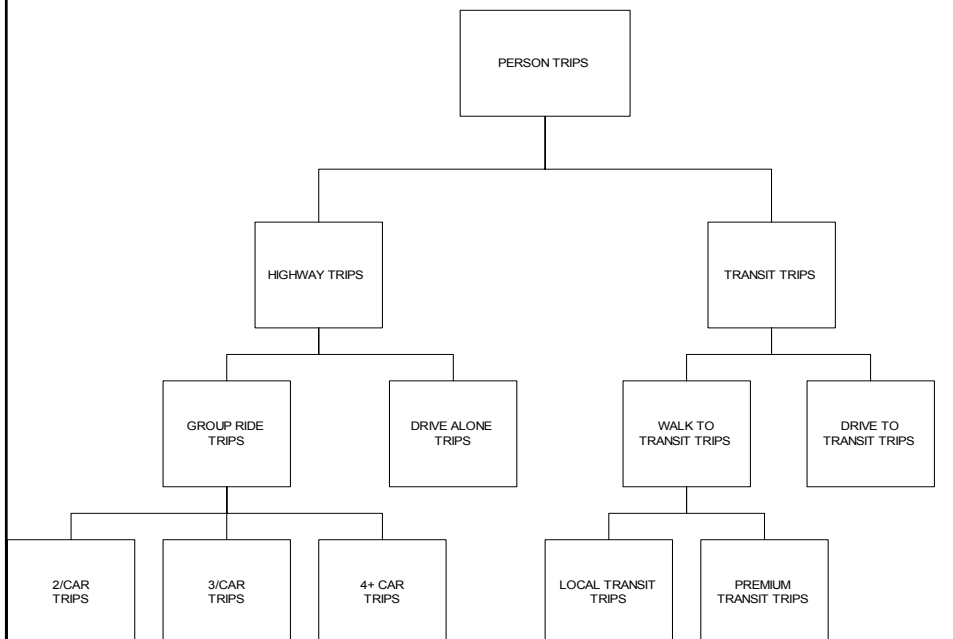 PERSON TRIPS
HIGHWAY TRIPS
TRANSIT TRIPS
GROUP RIDE
TRIPS
DRIVE ALONE
TRIPS
WALK TO
TRANSIT TRIPS
DRIVE TO
TRANSIT TRIPS
2/CAR
TRIPS
3/CAR
TRIPS
4+ CAR
TRIPS
LOCAL TRANSIT
TRIPS
PREMIUM
TRANSIT TRIPS